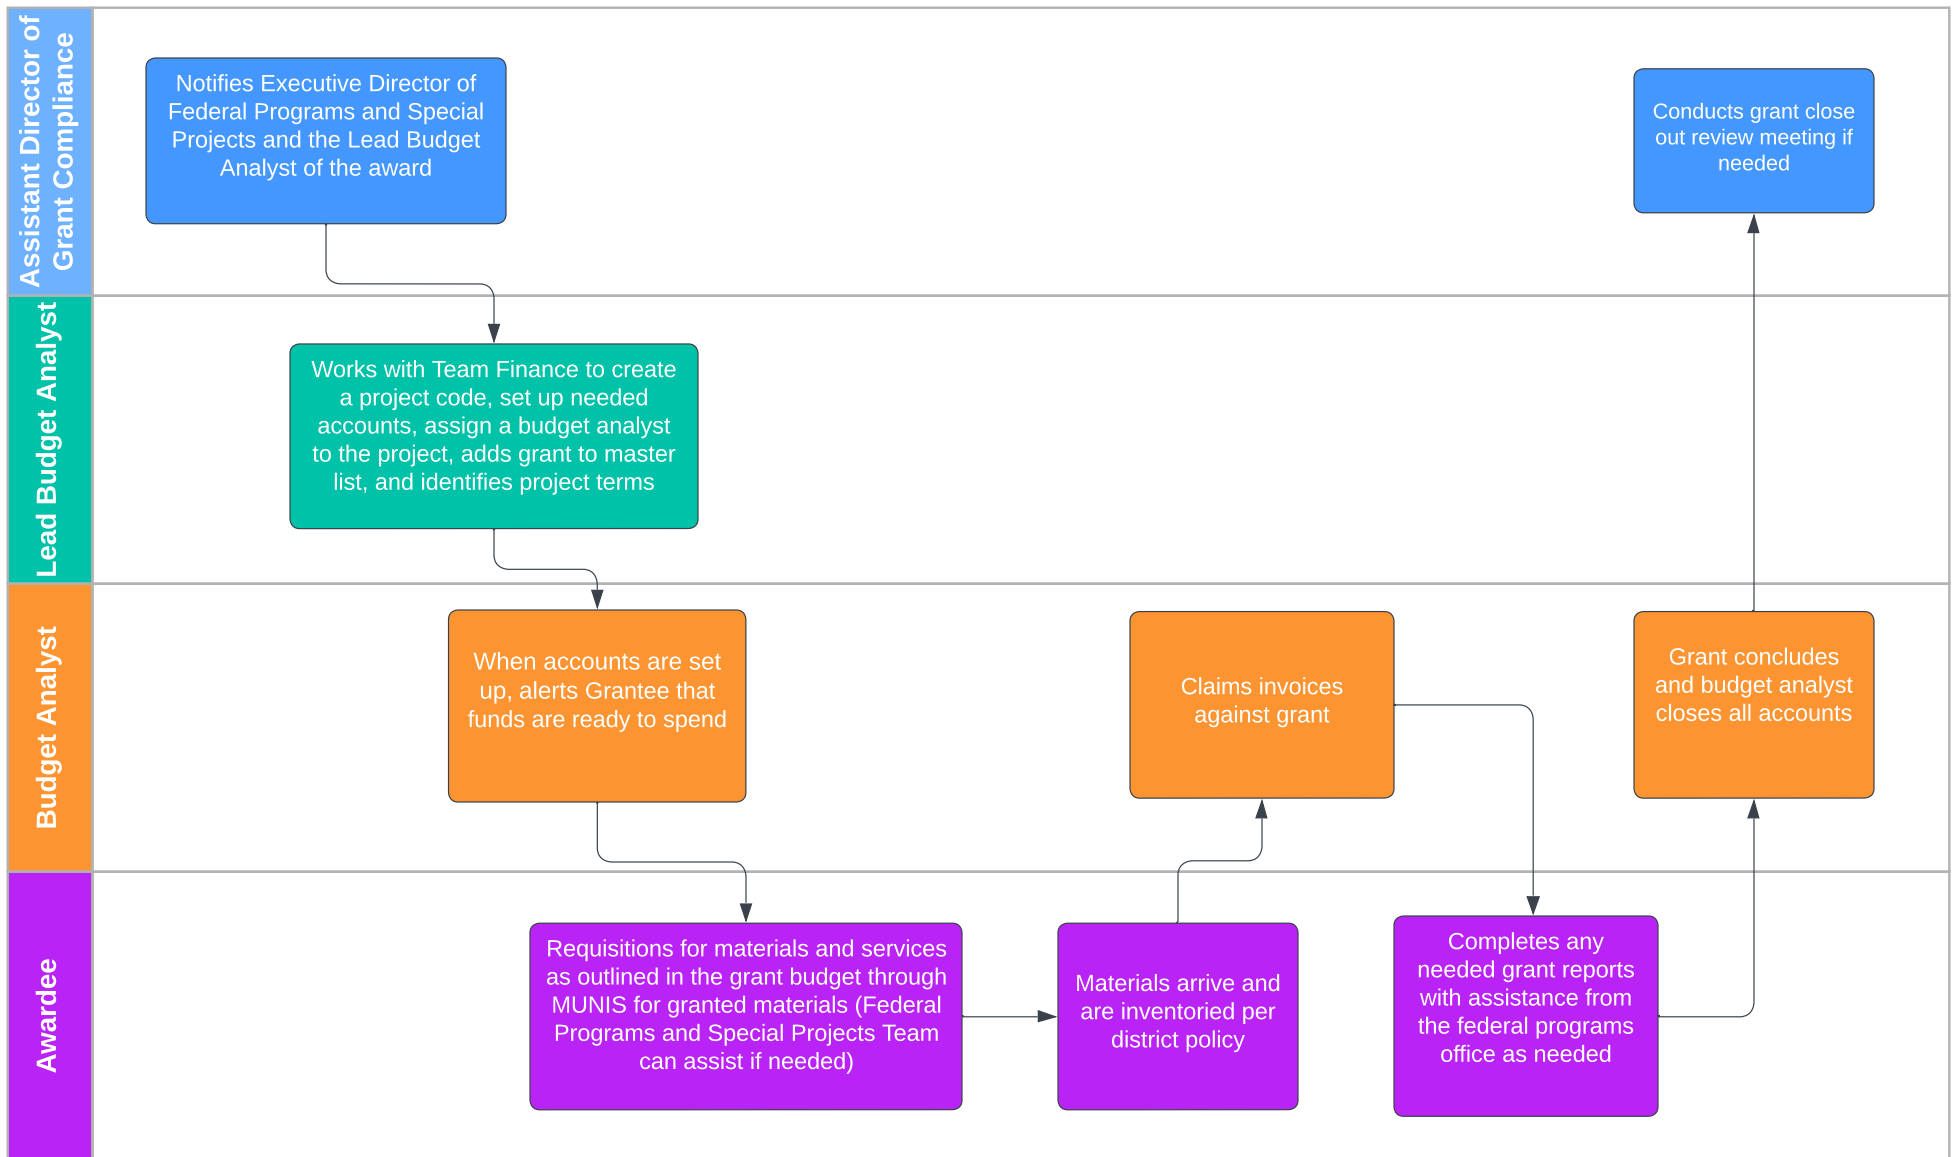 Assistant Director of
Grant Compliance
Notifies Executive Director of
Federal Programs and Special
Projects and the Lead Budget
Analyst of the award
Conducts grant close
out review meeting if
needed
Lead Budget Analyst
Works with Team Finance to create
a project code, set up needed
accounts, assign a budget analyst
to the project, adds grant to master
list, and identifies project terms
Budget Analyst
When accounts are set
up, alerts Grantee that
funds are ready to spend
Claims invoices
against grant
Grant concludes
and budget analyst
closes all accounts
Awardee
Requisitions for materials and services
as outlined in the grant budget through
MUNIS for granted materials (Federal
Programs and Special Projects Team
can assist if needed)
Materials arrive and
are inventoried per
district policy
Completes any
needed grant reports
with assistance from
the federal programs
office as needed